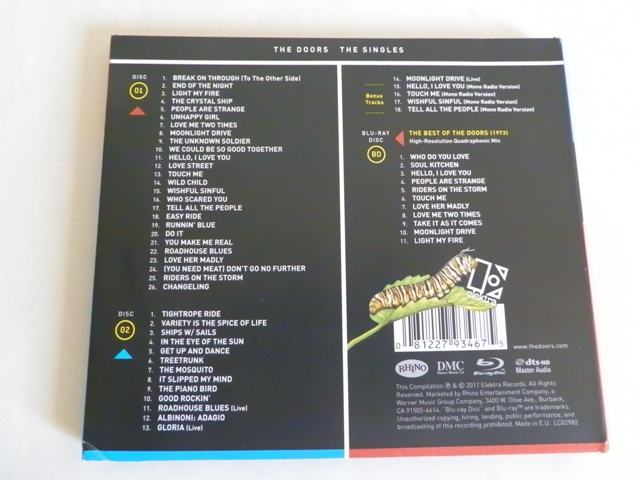 THE DOORS THE SINGLES
DISC
01
1. BREAK ON THROUGH (To The Other Side)
2. END OF THE NIGHT
3. LIGHT MY FIRE
4. THE CRYSTAL SHIP
5. PEOPLE ARE STRANGE
6. UNHAPPY GIRL
7. LOVE ME TWO TIMES
8. MOONLIGHT DRIVE
9. THE UNKNOWN SOLDIER
10. WE COULD BE SO GOOD TOGETHER
11. HELLO, I LOVE YOU
12. LOVE STREET
13. TOUCH ME
14. WILD CHILD
15. WISHFUL SINFUL
16. WHO SCARED YOU
17. TELL ALL THE PEOPLE
18. EASY RIDE
19. RUNNIN' BLUE
20. DO IT
21. YOU MAKE ME REAL
22. ROADHOUSE BLUES
23. LOVE HER MADLY
24. (YOU NEED MEAT) DON'T GO NO FURTHER
25. RIDERS ON THE STORM
26. CHANGELING
DISC
02
1. TIGHTROPE RIDE
2. VARIETY IS THE SPICE OF LIFE
3. SHIPS W/ SAILS
4. IN THE EYE OF THE SUN
5. GET UP AND DANCE
6. TREETRUNK
7. THE MOSQUITO
8. IT SLIPPED MY MIND
9. THE PIANO BIRD
10. GOOD ROCKIN'
11. ROADHOUSE BLUES (Live)
12. ALBINONI: ADAGIO
13. GLORIA (Live)
14. MOONLIGHT DRIVE (Live)
Bonus
Tracks
15. HELLO, I LOVE YOU (Mono Radio Version)
16. TOUCH ME (Mono Radio Version)
17. WISHFUL SINFUL (Mono Radio Version)
18. TELL ALL THE PEOPLE (Mono Radio Version)
BLU-RAY
DISC
BD
THE BEST OF THE DOORS (1973)
High-Resolution Quadraphonic Mix
1. WHO DO YOU LOVE
2. SOUL KITCHEN
3. HELLO, I LOVE YOU
4. PEOPLE ARE STRANGE
5. RIDERS ON THE STORM
6. TOUCH ME
7. LOVE HER MADLY
8. LOVE ME TWO TIMES
9. TAKE IT AS IT COMES
10. MOONLIGHT DRIVE
11. LIGHT MY FIRE
elektra
0 81227 93467 5
www.thedoors.com
RHINO
DMC
Doors Music Co
Blu-ray Disc
dts-HD
Master Audio
This Compilation ℗ & © 2017 Elektra Records. All Rights
Reserved. Marketed by Rhino Entertainment Company, a
Warner Music Group Company, 3400 W. Olive Ave., Burbank,
CA 91505-4614. "Blu-ray Disc" and Blu-ray™ are trademarks.
Unauthorized copying, hiring, lending, public performance, and
broadcasting of this recording prohibited. Made in E.U. LC02982